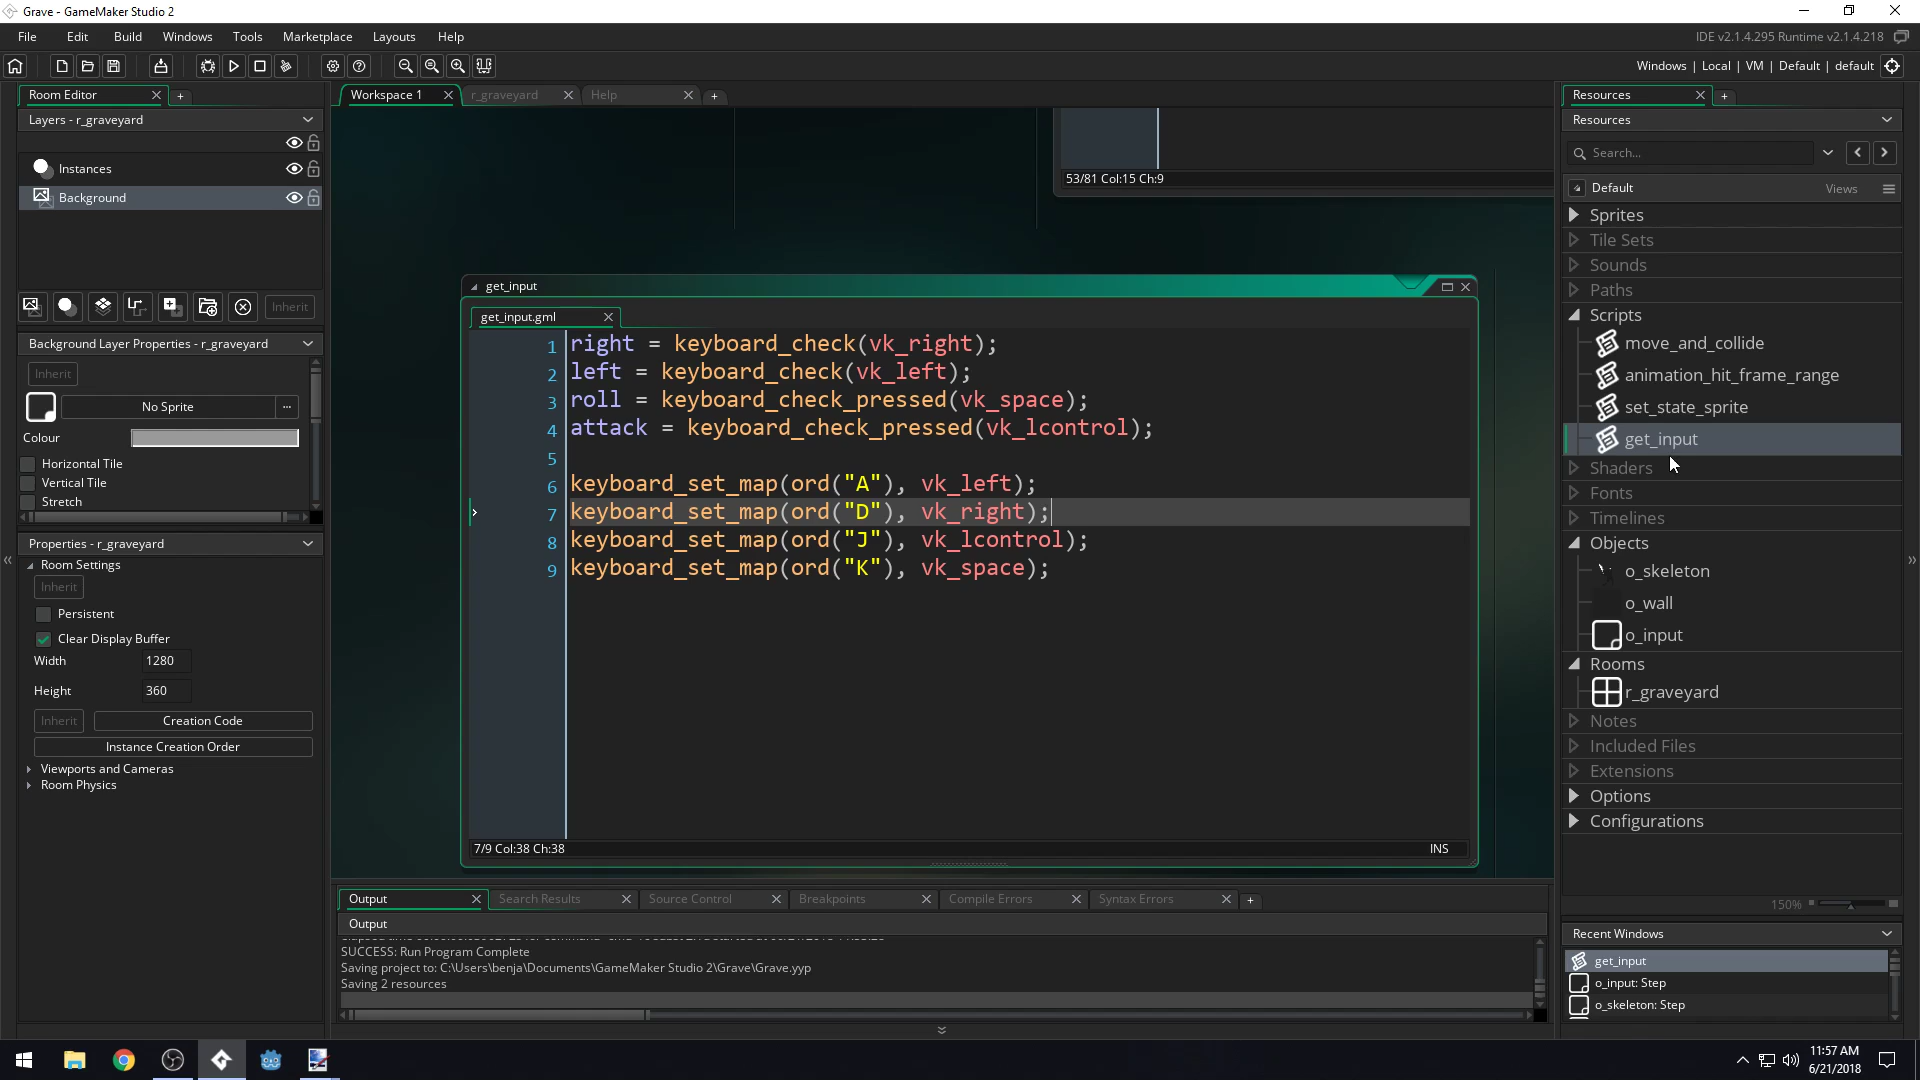 Grave - GameMaker Studio 2
File Edit Build Windows Tools Marketplace Layouts Help
IDE v2.1.4.295 Runtime v2.1.4.218
Windows | Local | VM | Default | default
Room Editor
Layers - r_graveyard
Instances
Background
Inherit
Background Layer Properties - r_graveyard
Inherit
No Sprite ...
Colour
Horizontal Tile
Vertical Tile
Stretch
Properties - r_graveyard
Room Settings
Inherit
Persistent
Clear Display Buffer
Width 1280
Height 360
Inherit Creation Code
Instance Creation Order
Viewports and Cameras
Room Physics
Workspace 1 r_graveyard Help
53/81 Col:15 Ch:9
get_input
get_input.gml
1 right = keyboard_check(vk_right);
2 left = keyboard_check(vk_left);
3 roll = keyboard_check_pressed(vk_space);
4 attack = keyboard_check_pressed(vk_lcontrol);
5
6 keyboard_set_map(ord("A"), vk_left);
7 keyboard_set_map(ord("D"), vk_right);
8 keyboard_set_map(ord("J"), vk_lcontrol);
9 keyboard_set_map(ord("K"), vk_space);
7/9 Col:38 Ch:38 INS
Output Search Results Source Control Breakpoints Compile Errors Syntax Errors
Output
SUCCESS: Run Program Complete
Saving project to: C:\Users\benja\Documents\GameMaker Studio 2\Grave\Grave.yyp
Saving 2 resources
Resources
Resources
Search...
Default Views
Sprites
Tile Sets
Sounds
Paths
Scripts
move_and_collide
animation_hit_frame_range
set_state_sprite
get_input
Shaders
Fonts
Timelines
Objects
o_skeleton
o_wall
o_input
Rooms
r_graveyard
Notes
Included Files
Extensions
Options
Configurations
150%
Recent Windows
get_input
o_input: Step
o_skeleton: Step
11:57 AM
6/21/2018